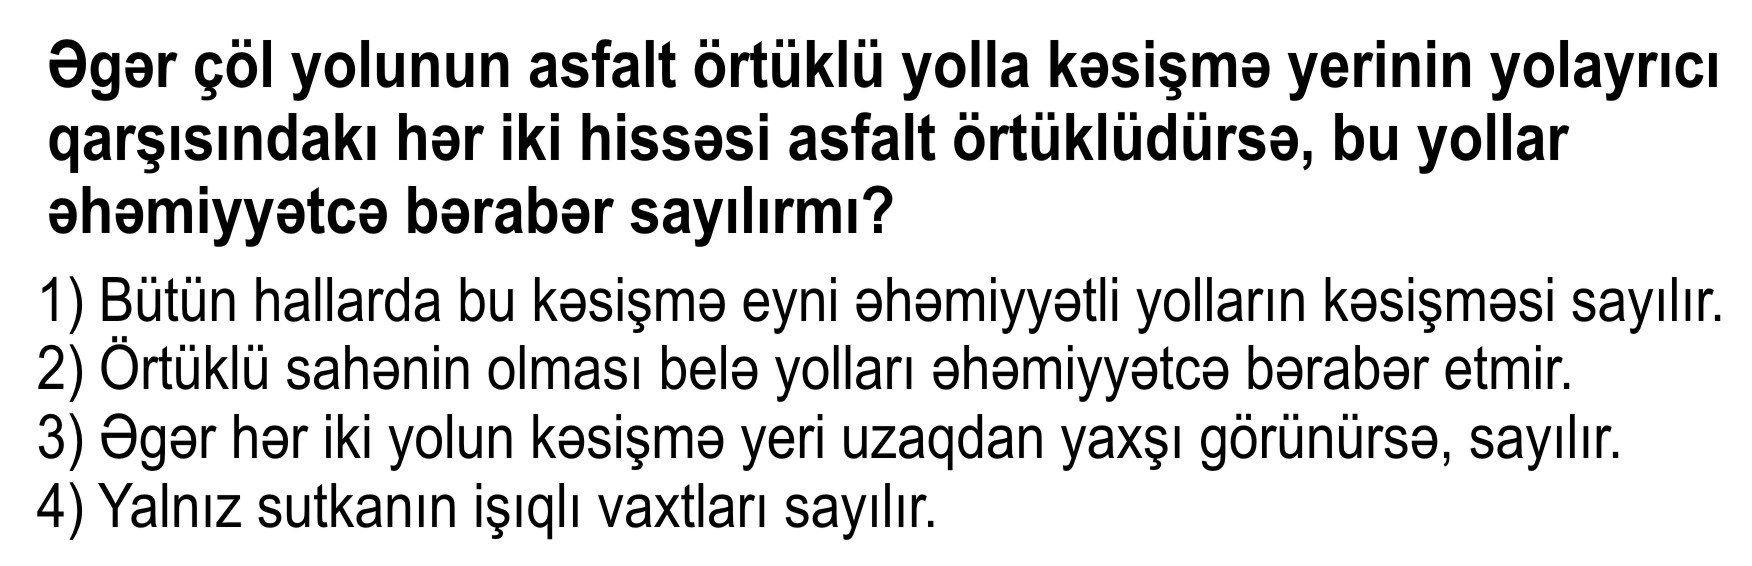 Əgər çöl yolunun asfalt örtüklü yolla kəsişmə yerinin yolayrıcı
qarşısındakı hər iki hissəsi asfalt örtüklüdürsə, bu yollar
əhəmiyyətcə bərabər sayılırmı?
1) Bütün hallarda bu kəsişmə eyni əhəmiyyətli yolların kəsişməsi sayılır.
2) Örtüklü sahənin olması belə yolları əhəmiyyətcə bərabər etmir.
3) Əgər hər iki yolun kəsişmə yeri uzaqdan yaxşı görünürsə, sayılır.
4) Yalnız sutkanın işıqlı vaxtları sayılır.